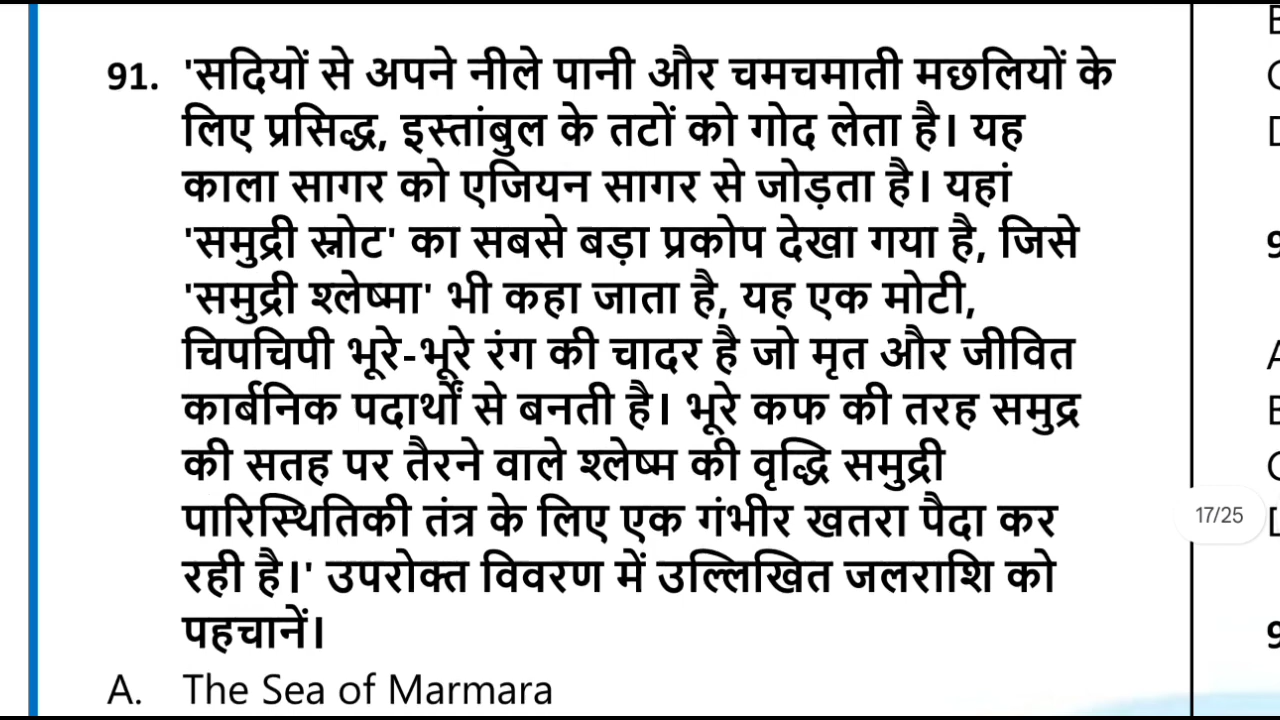 91. 'सदियों से अपने नीले पानी और चमचमाती मछलियों के
लिए प्रसिद्ध, इस्तांबुल के तटों को गोद लेता है। यह
काला सागर को एजियन सागर से जोड़ता है। यहां
'समुद्री स्नोट' का सबसे बड़ा प्रकोप देखा गया है, जिसे
'समुद्री श्लेष्मा' भी कहा जाता है, यह एक मोटी,
चिपचिपी भूरे-भूरे रंग की चादर है जो मृत और जीवित
कार्बनिक पदार्थों से बनती है। भूरे कफ की तरह समुद्र
की सतह पर तैरने वाले श्लेष्म की वृद्धि समुद्री
पारिस्थितिकी तंत्र के लिए एक गंभीर खतरा पैदा कर
रही है।' उपरोक्त विवरण में उल्लिखित जलराशि को
पहचानें।
A. The Sea of Marmara
17/25